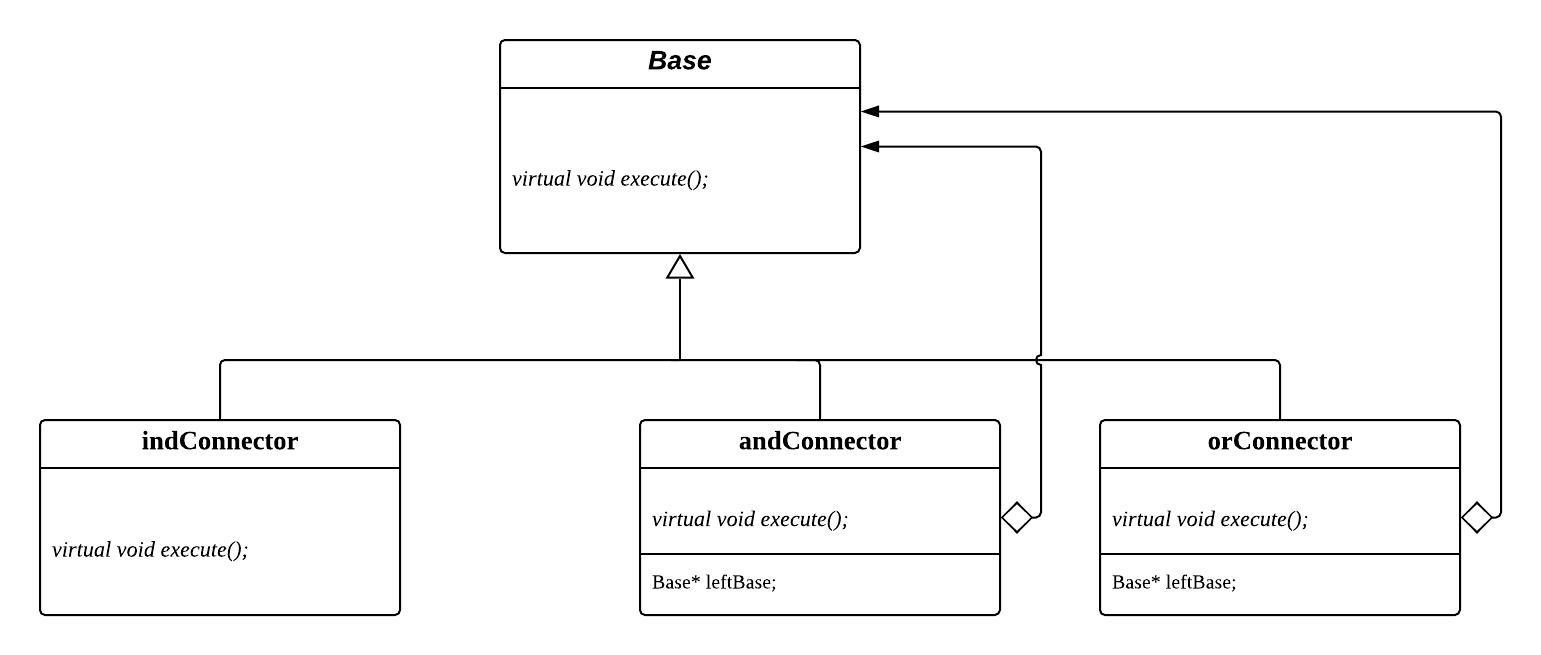 Base
virtual void execute();
indConnector
virtual void execute();
andConnector
virtual void execute();
Base* leftBase;
orConnector
virtual void execute();
Base* leftBase;